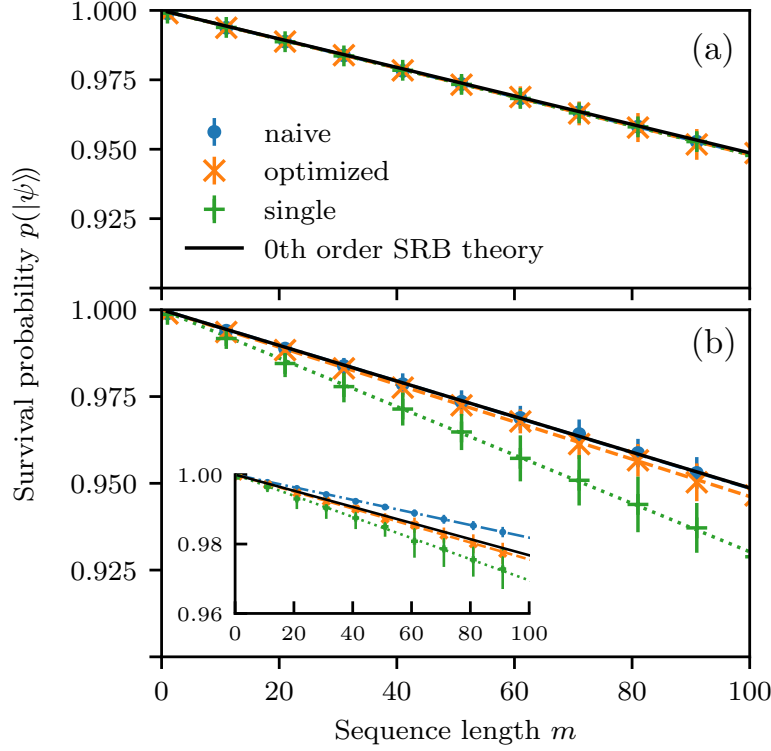 1.000
(a)
0.975
naive
0.950
optimized
0.925
single
0th order SRB theory
Survival probability p(|ψ⟩)
1.000
(b)
0.975
0.950
0.925
1.00
0.98
0.96
0 20 40 60 80 100
0 20 40 60 80 100
Sequence length m